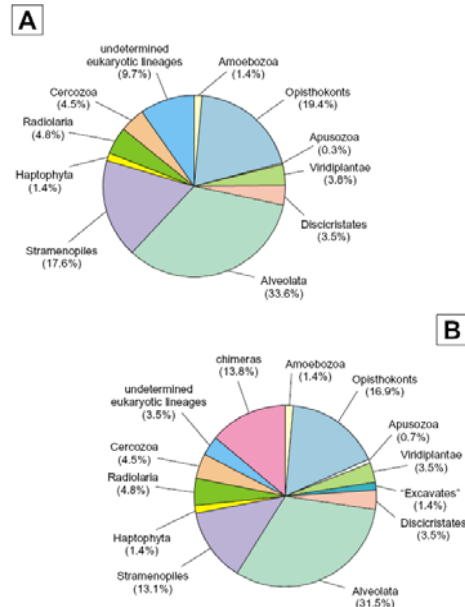 A
undetermined
eukaryotic lineages
(9.7%)
Amoebozoa
(1.4%)
Cercozoa
(4.5%)
Opisthokonts
(19.4%)
Radiolaria
(4.8%)
Apusozoa
(0.3%)
Haptophyta
(1.4%)
Viridiplantae
(3.8%)
Discicristates
(3.5%)
Stramenopiles
(17.6%)
Alveolata
(33.6%)
B
chimeras
(13.8%)
Amoebozoa
(1.4%)
undetermined
eukaryotic lineages
(3.5%)
Opisthokonts
(16.9%)
Cercozoa
(4.5%)
Apusozoa
(0.7%)
Radiolaria
(4.8%)
Viridiplantae
(3.5%)
"Excavates"
(1.4%)
Haptophyta
(1.4%)
Discicristates
(3.5%)
Stramenopiles
(13.1%)
Alveolata
(31.5%)